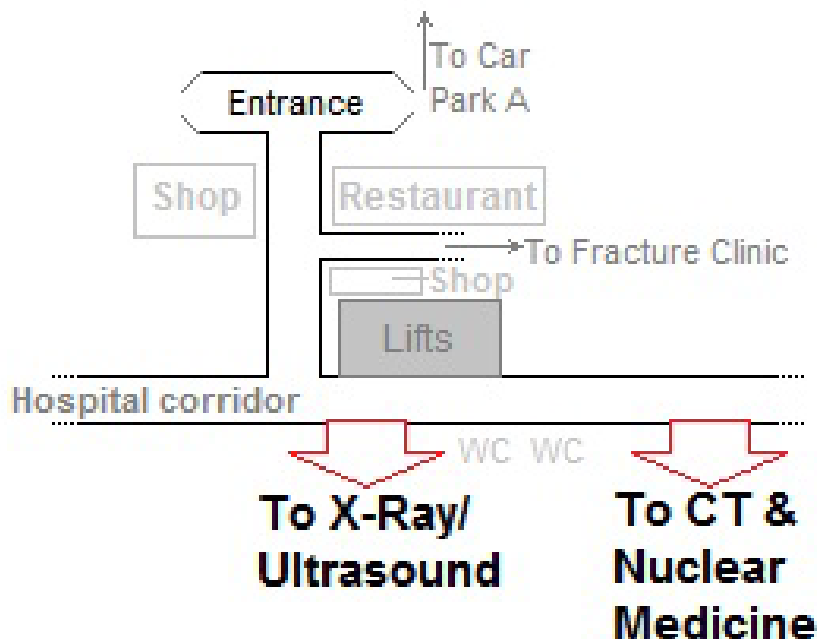 To Car
Park A
Entrance
Shop
Restaurant
To Fracture Clinic
Shop
Lifts
Hospital corridor
WC WC
To X-Ray/
Ultrasound
To CT &
Nuclear
Medicine